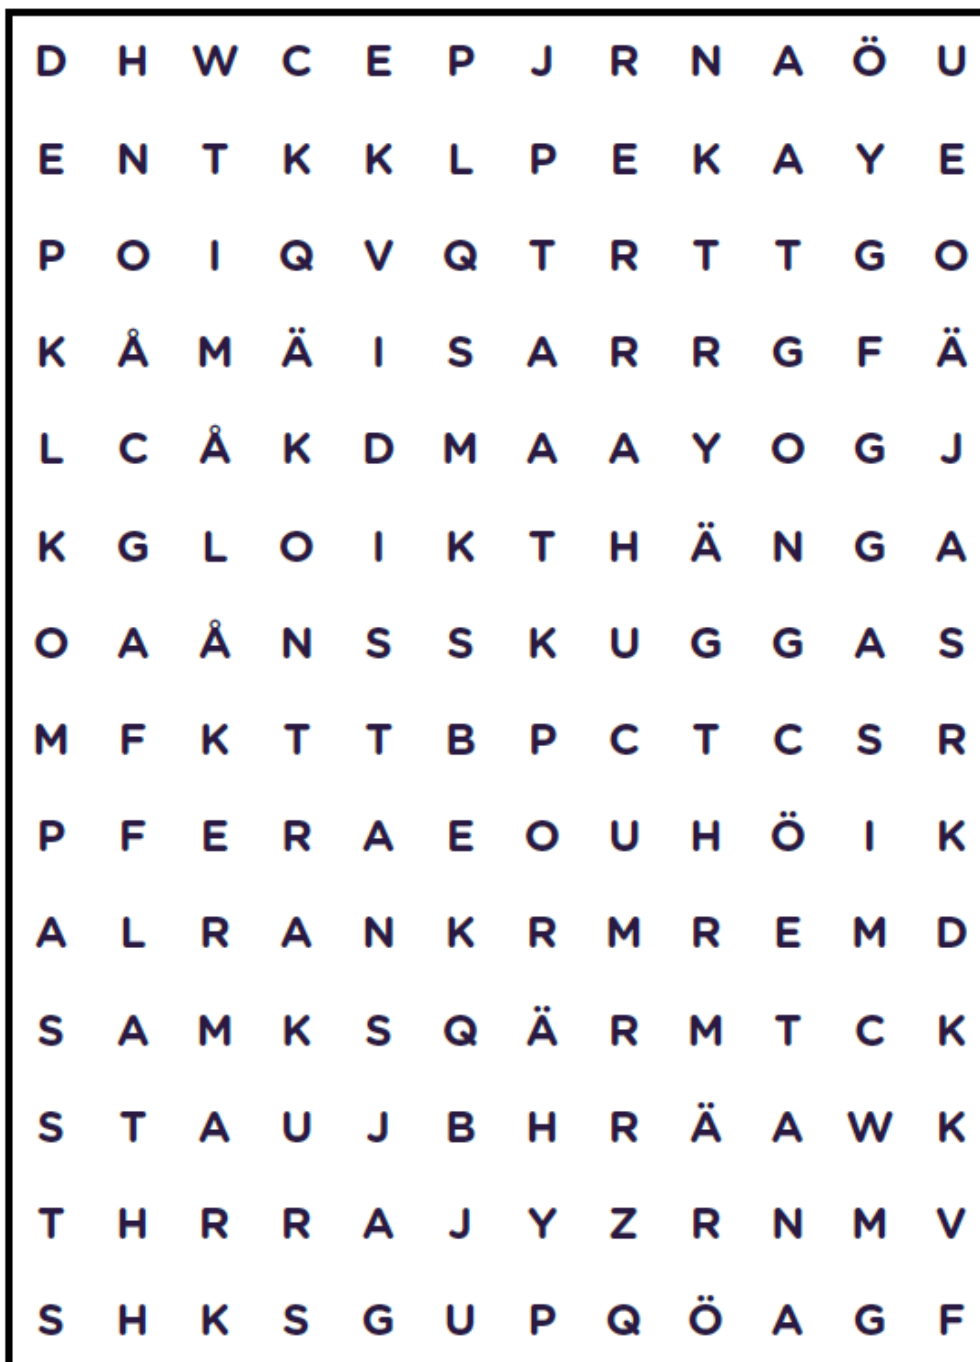 D H W C E P J R N A Ö U
E N T K K L P E K A Y E
P O I Q V Q T R T T G O
K Å M Ä I S A R R G F Ä
L C Å K D M A A Y O G J
K G L O I K T H Ä N G A
O A Å N S S K U G G A S
M F K T T B P C T C S R
P F E R A E O U H Ö I K
A L R A N K R M R E M D
S A M K S Q Ä R M T C K
S T A U J B H R Ä A W K
T H R R A J Y Z R N M V
S H K S G U P Q Ö A G F